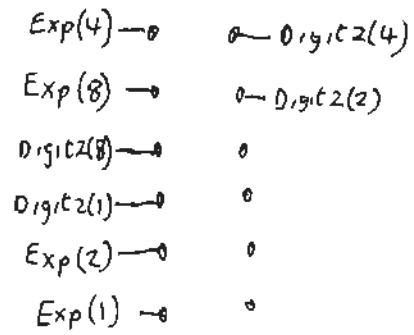 Exp(4) Digit2(4)
Exp(8) Digit2(2)
Digit2(8)
Digit2(1)
Exp(2)
Exp(1)